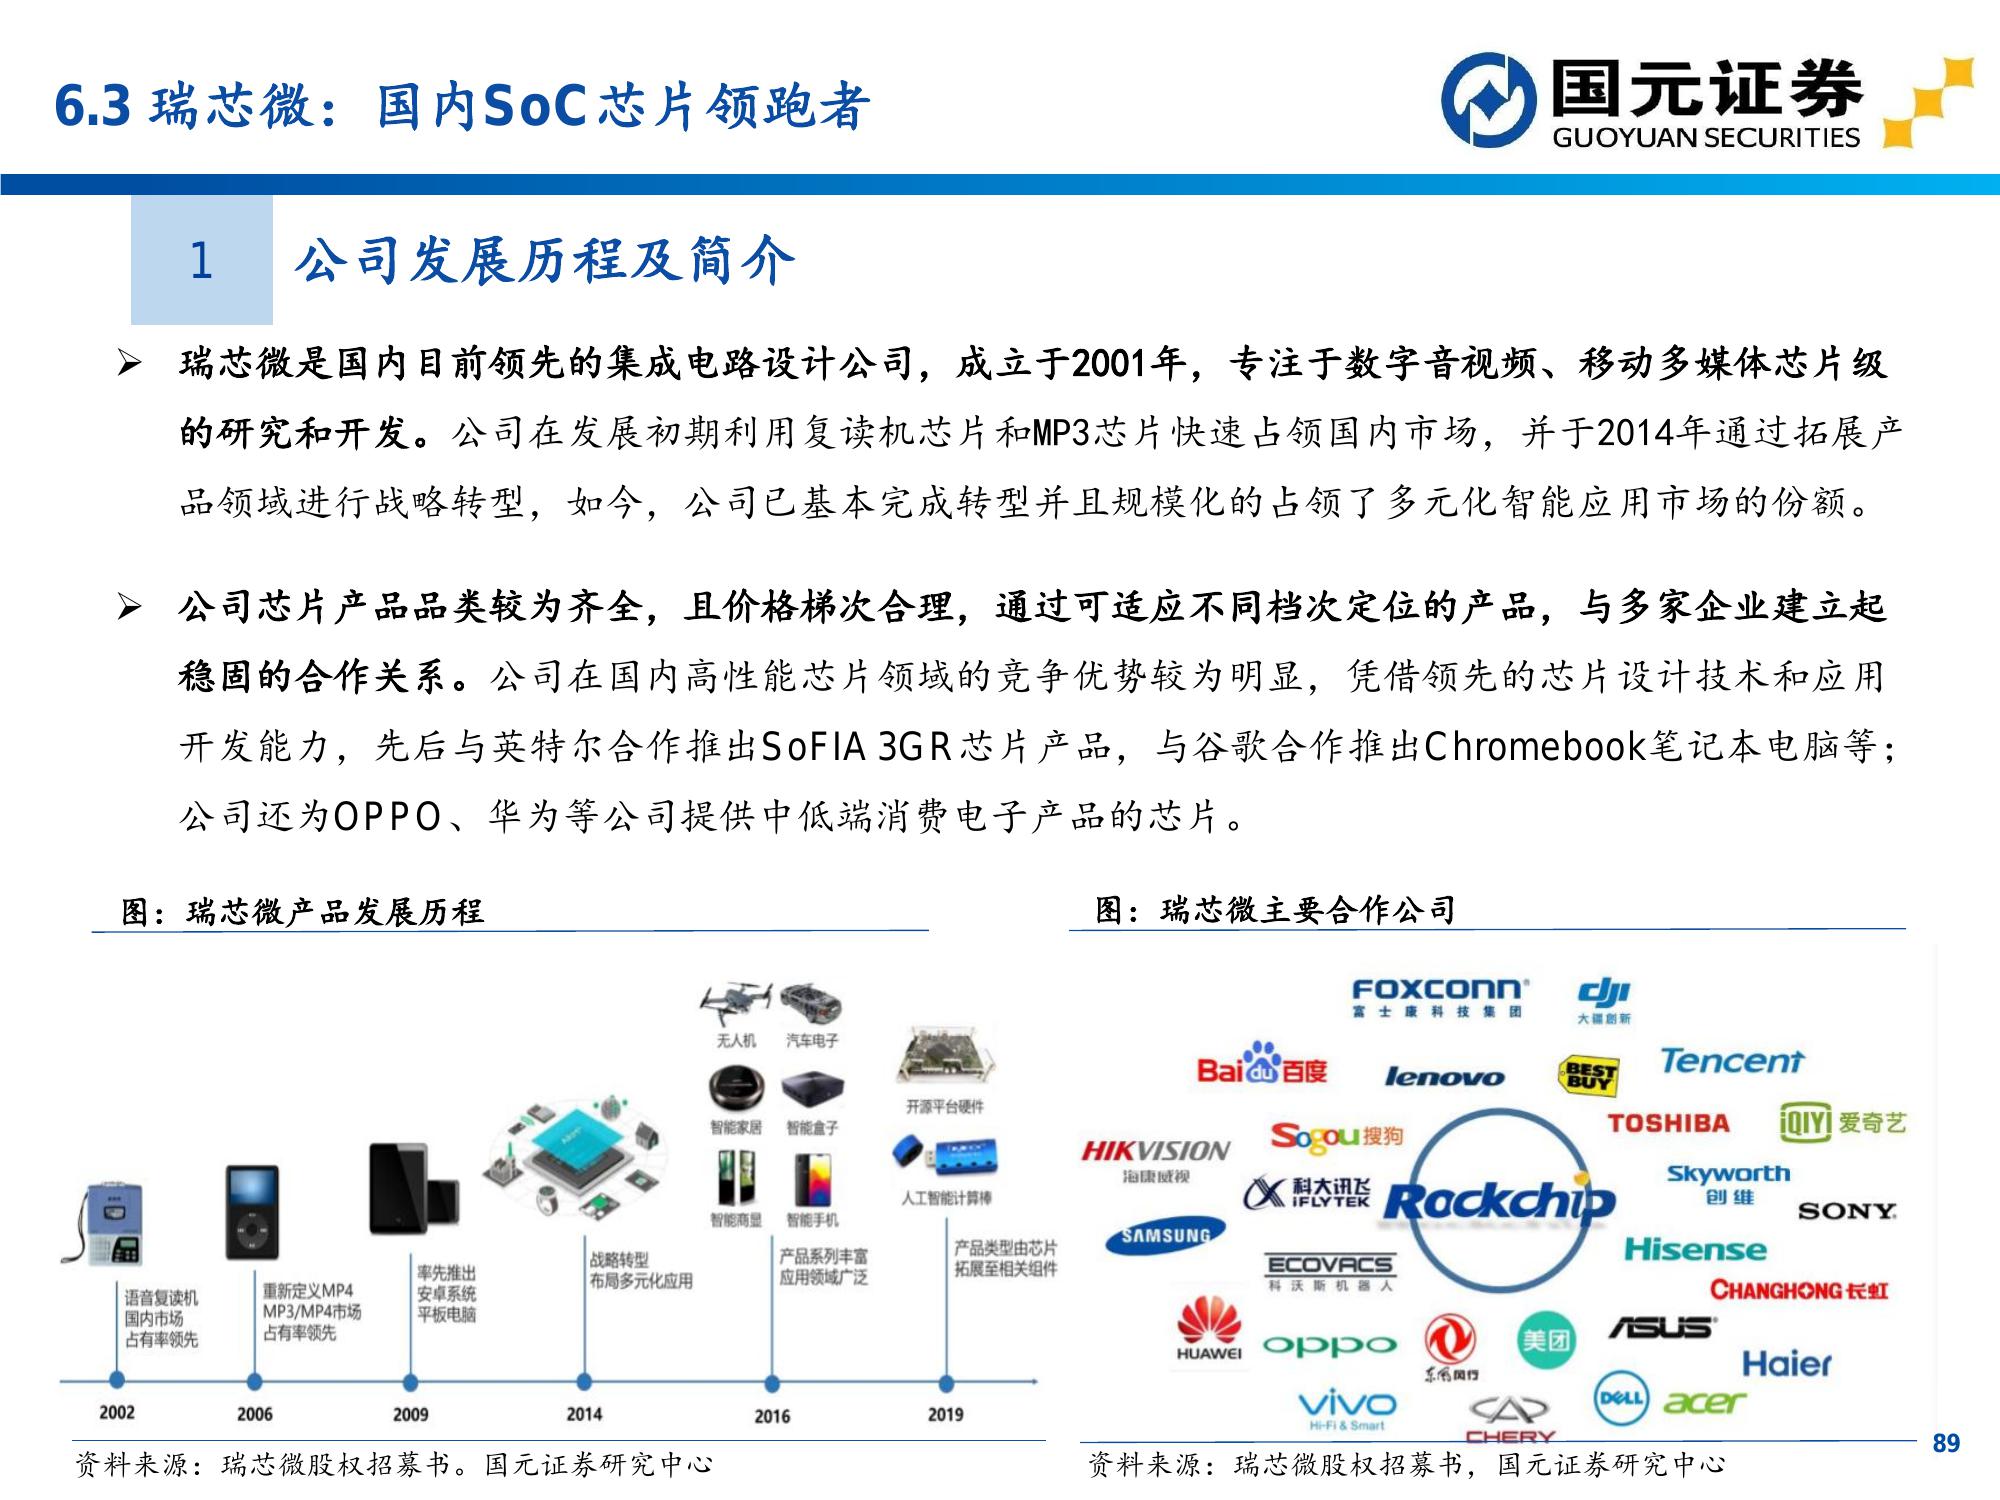 6.3 瑞芯微：国内SoC芯片领跑者
国元证券
GUOYUAN SECURITIES
1
公司发展历程及简介
➢ 瑞芯微是国内目前领先的集成电路设计公司，成立于2001年，专注于数字音视频、移动多媒体芯片级
的研究和开发。公司在发展初期利用复读机芯片和MP3芯片快速占领国内市场，并于2014年通过拓展产
品领域进行战略转型，如今，公司已基本完成转型并且规模化的占领了多元化智能应用市场的份额。
➢ 公司芯片产品品类较为齐全，且价格梯次合理，通过可适应不同档次定位的产品，与多家企业建立起
稳固的合作关系。公司在国内高性能芯片领域的竞争优势较为明显，凭借领先的芯片设计技术和应用
开发能力，先后与英特尔合作推出SoFIA 3GR芯片产品，与谷歌合作推出Chromebook笔记本电脑等；
公司还为OPPO、华为等公司提供中低端消费电子产品的芯片。
图：瑞芯微产品发展历程
无人机
汽车电子
智能家居
智能盒子
智能商显
智能手机
开源平台硬件
人工智能计算棒
语音复读机
国内市场
占有率领先
重新定义MP4
MP3/MP4市场
占有率领先
率先推出
安卓系统
平板电脑
战略转型
布局多元化应用
产品系列丰富
应用领域广泛
产品类型由芯片
拓展至相关组件
2002
2006
2009
2014
2016
2019
资料来源：瑞芯微股权招募书。国元证券研究中心
图：瑞芯微主要合作公司
FOXCONN
富士康科技集团
dji
大疆创新
Baidu百度
lenovo
BEST BUY
Tencent
TOSHIBA
iQIYI 爱奇艺
HIKVISION
海康威视
Sogou搜狗
科大讯飞
iFLYTEK
Rockchip
Skyworth
创维
SONY
SAMSUNG
ECOVACS
科沃斯机器人
Hisense
CHANGHONG长虹
HUAWEI
oppo
东风风行
美团
ASUS
Haier
vivo
Hi-Fi & Smart
CHERY
DELL
acer
资料来源：瑞芯微股权招募书，国元证券研究中心
89